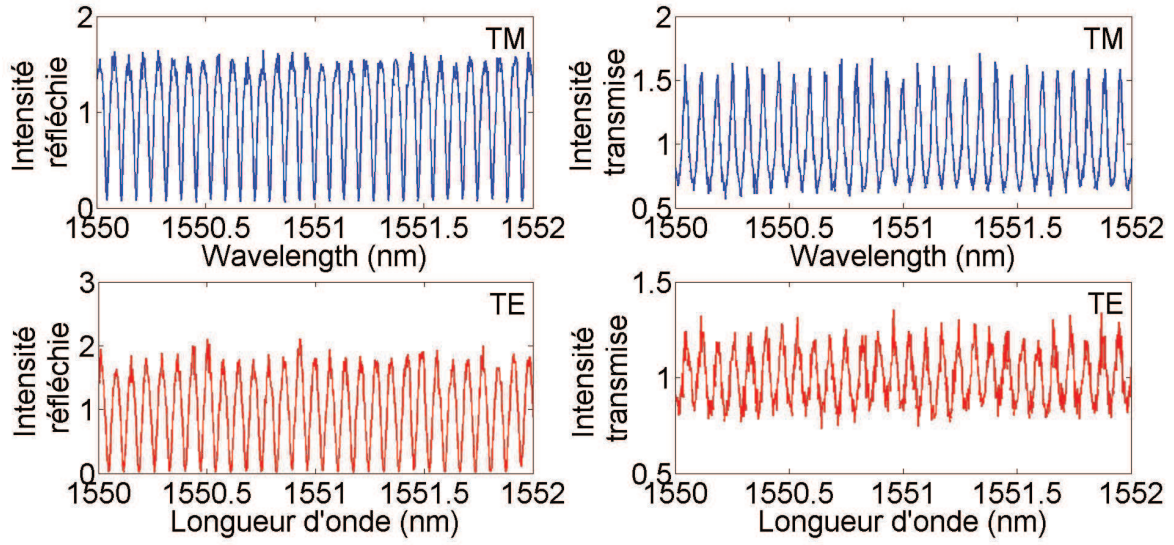 2
1
0
Intensité
réfléchie
TM
1550 1550.5 1551 1551.5 1552
Wavelength (nm)
2
1.5
1
0.5
Intensité
transmise
TM
1550 1550.5 1551 1551.5 1552
Wavelength (nm)
3
2
1
0
Intensité
réfléchie
TE
1550 1550.5 1551 1551.5 1552
Longueur d'onde (nm)
1.5
1
0.5
Intensité
transmise
TE
1550 1550.5 1551 1551.5 1552
Longueur d'onde (nm)